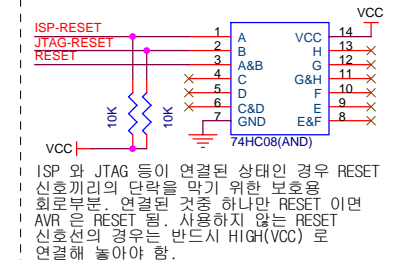 VCC
ISP-RESET
JTAG-RESET
RESET
1 A VCC 14
2 B H 13
3 A&B G 12
4 C G&H 11
5 D F 10
6 C&D E 9
7 GND E&F 8
74HC08(AND)
10K
10K
VCC
ISP 와 JTAG 등이 연결된 상태인 경우 RESET
신호끼리의 단락을 막기 위한 보호용
회로부분. 연결된 것중 하나만 RESET 이면
AVR 은 RESET 됨. 사용하지 않는 RESET
신호선의 경우는 반드시 HIGH(VCC) 로
연결해 놓아야 함.